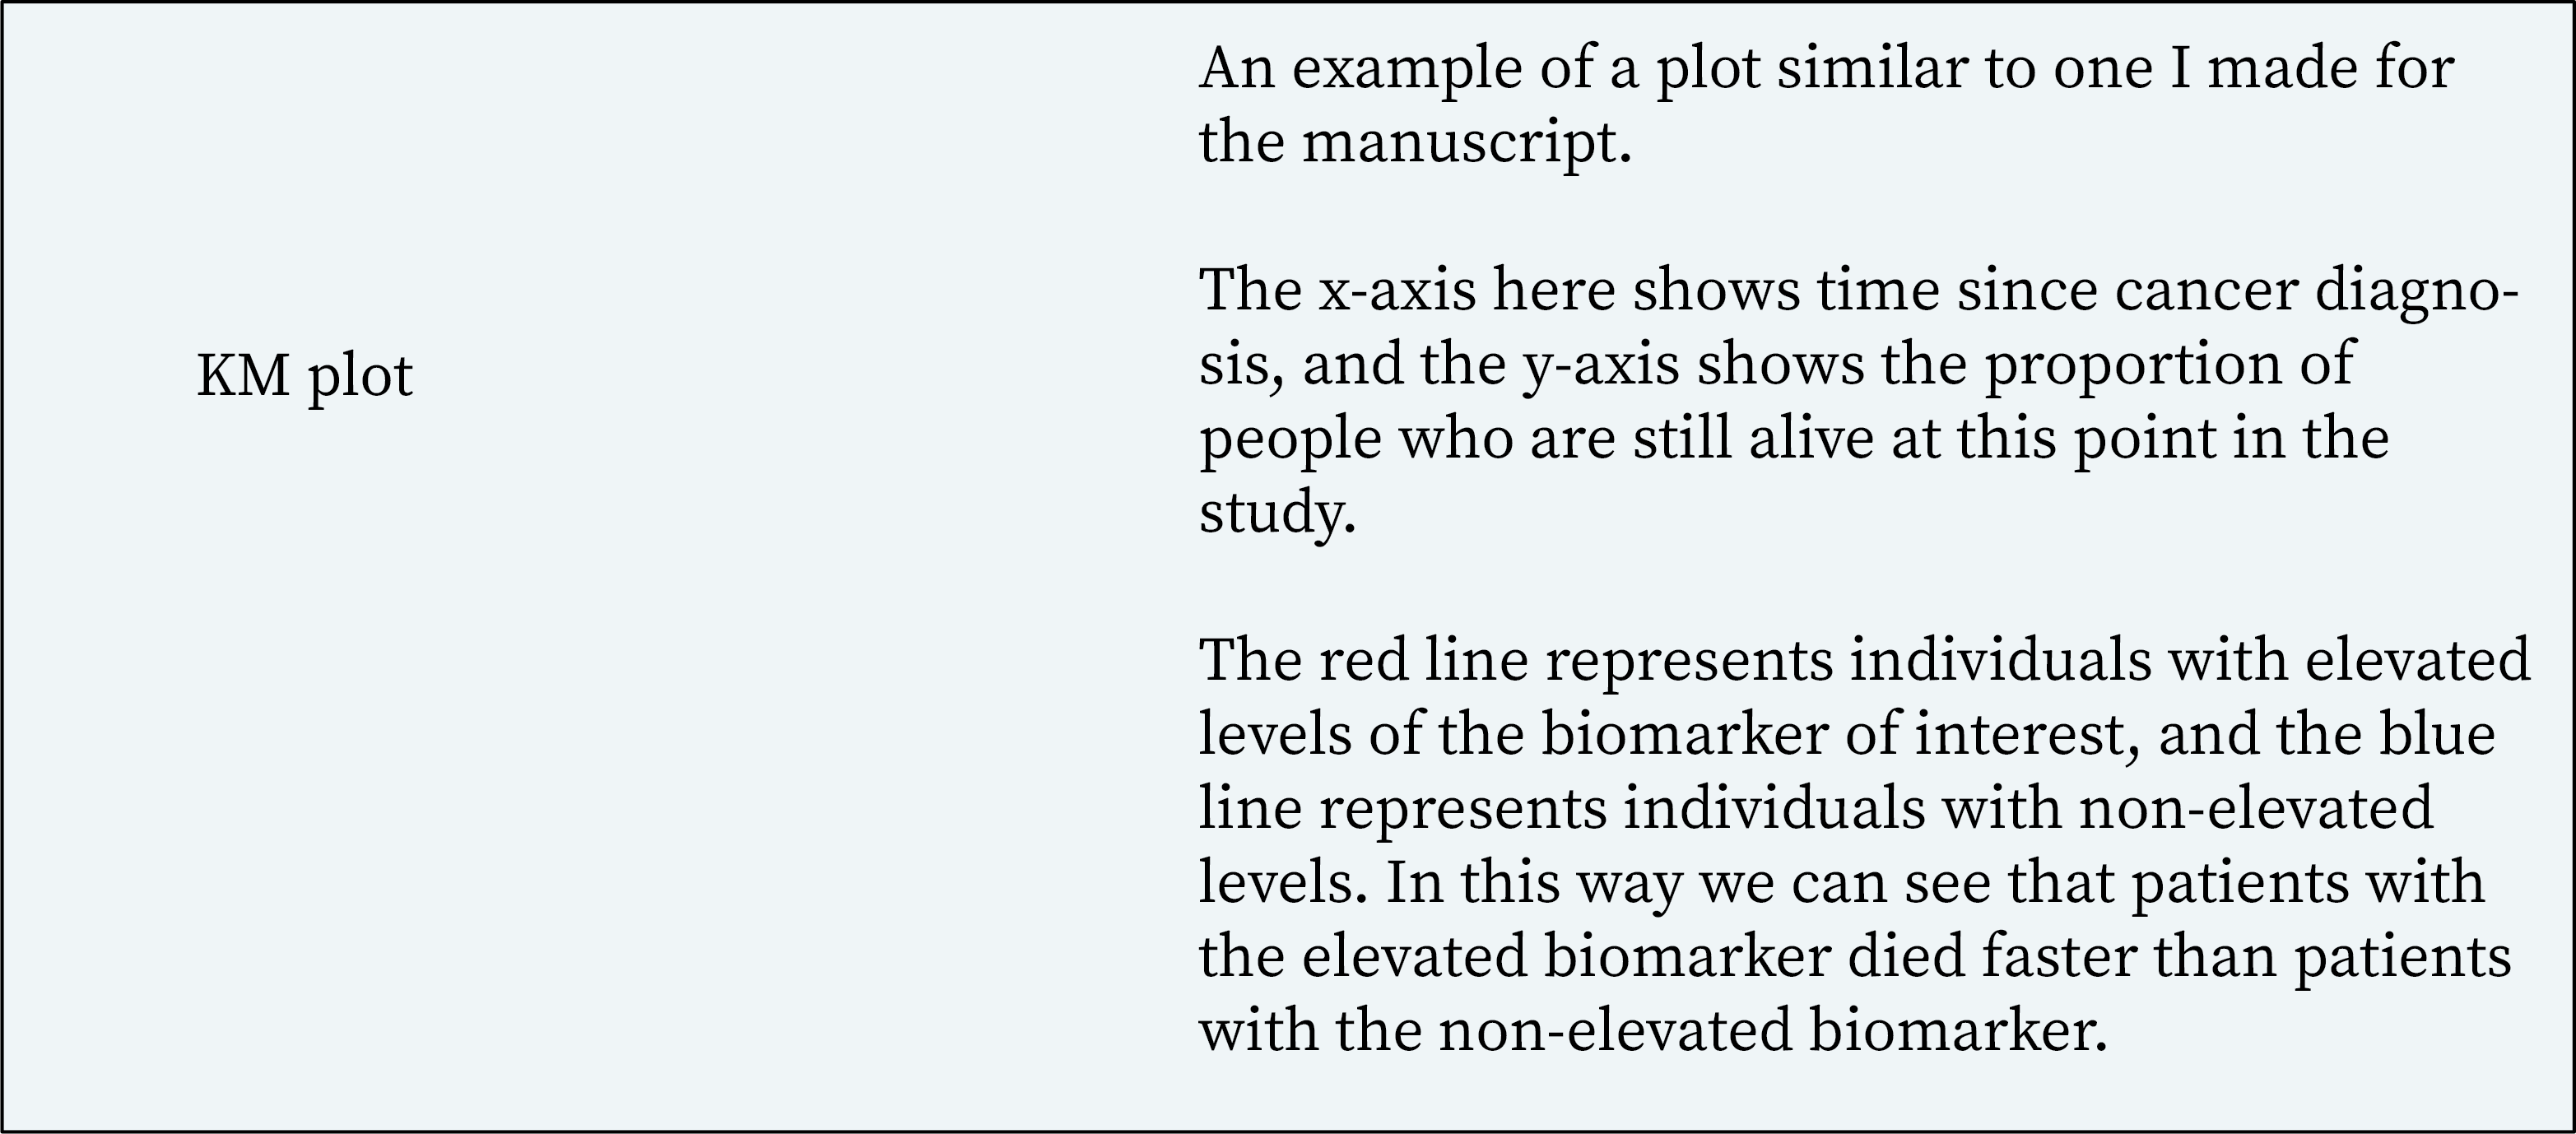 KM plot
An example of a plot similar to one I made for
the manuscript.
The x-axis here shows time since cancer diagno-
sis, and the y-axis shows the proportion of
people who are still alive at this point in the
study.
The red line represents individuals with elevated
levels of the biomarker of interest, and the blue
line represents individuals with non-elevated
levels. In this way we can see that patients with
the elevated biomarker died faster than patients
with the non-elevated biomarker.